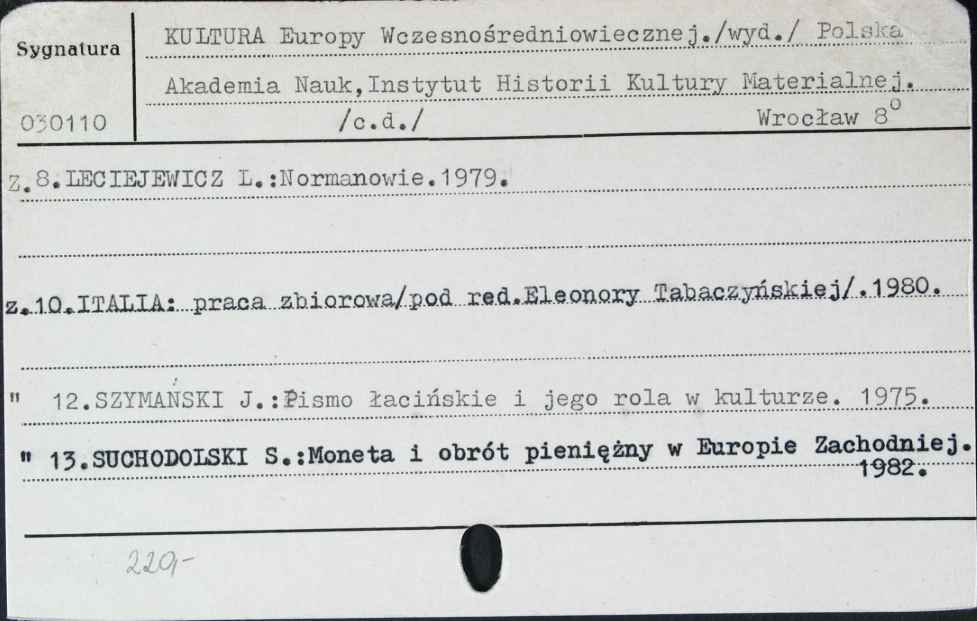 Sygnatura
KULTURA Europy Wczesnośredniowiecznej./wyd./ Polska
Akademia Nauk,Instytut Historii Kultury Materialnej.
030110
/c.d./ Wrocław 8⁰
z.8.LECIEJEWICZ L.:Normanowie.1979.
z.10.ITALIA: praca zbiorowa/pod red.Eleonory Tabaczyńskiej/.1980.
" 12.SZYMAŃSKI J.:Pismo łacińskie i jego rola w kulturze. 1975.
" 13.SUCHODOLSKI S.:Moneta i obrót pieniężny w Europie Zachodniej.
1982.
220,-